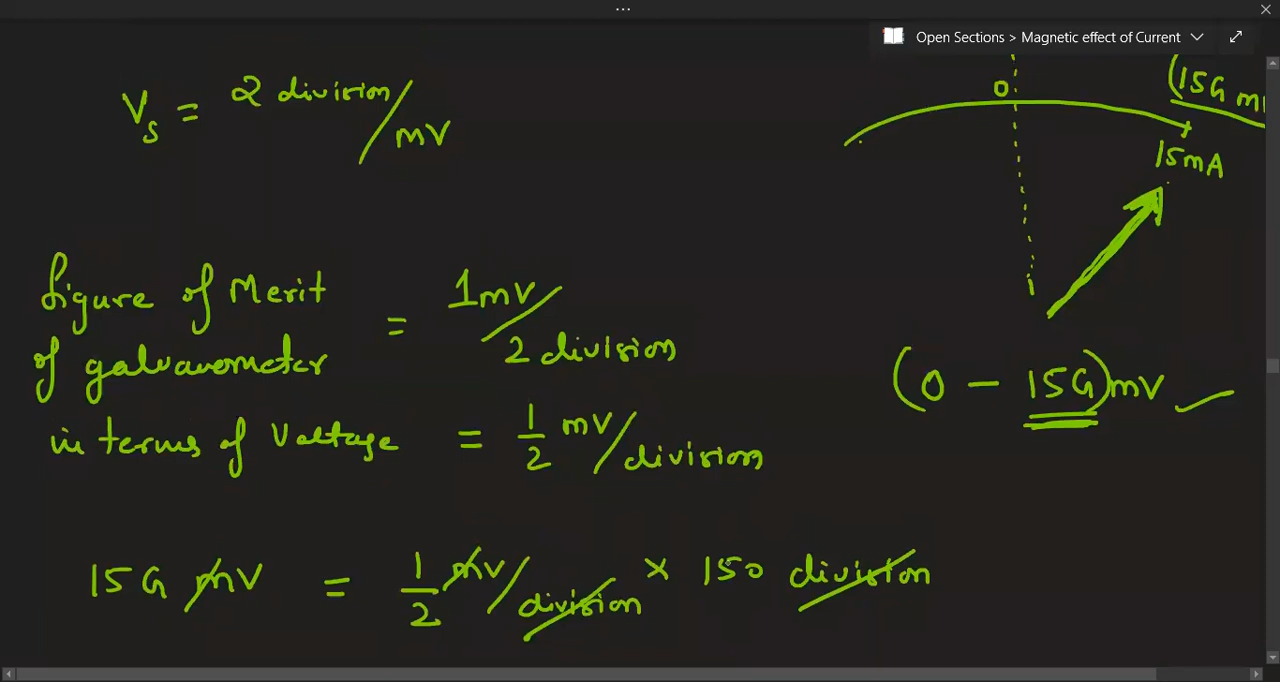 ...
Open Sections > Magnetic effect of Current
Vs = 2 division/mV
0
(15G m
15mA
figure of Merit
of galvanometer
in terms of Voltage
= 1mV/2 division
= 1/2 mV/division
(0 - 15G)mV
15G mV = 1/2 mV/division × 150 division